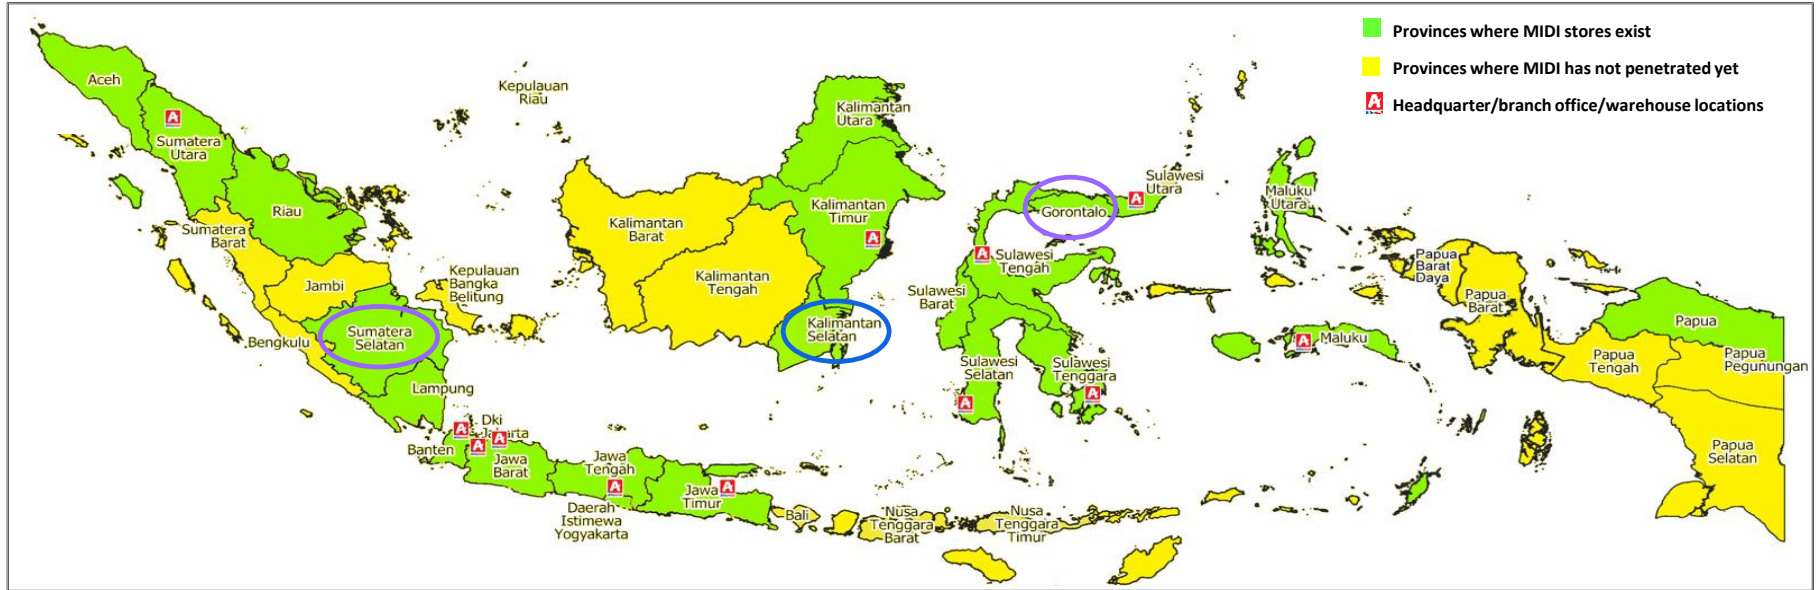 Provinces where MIDI stores exist
Provinces where MIDI has not penetrated yet
A Headquarter/branch office/warehouse locations
Aceh
A
Sumatera
Utara
Riau
Kepulauan
Riau
Sumatera
Barat
Jambi
Kepulauan
Bangka
Belitung
Sumatera
Selatan
Bengkulu
Lampung
A
Dki
Jakarta
A
A
Banten
Jawa
Barat
Jawa
Tengah
A
Daerah
Istimewa
Yogyakarta
Jawa
Timur
A
Bali
Nusa
Tenggara
Barat
Nusa
Tenggara
Timur
Kalimantan
Utara
Kalimantan
Timur
A
Kalimantan
Barat
Kalimantan
Tengah
Kalimantan
Selatan
Sulawesi
Utara
A
Gorontalo
A
Sulawesi
Tengah
Sulawesi
Barat
Sulawesi
Selatan
A
Sulawesi
Tenggara
A
Maluku
Utara
A
Maluku
Papua
Barat
Daya
Papua
Barat
Papua
Papua
Tengah
Papua
Pegunungan
Papua
Selatan